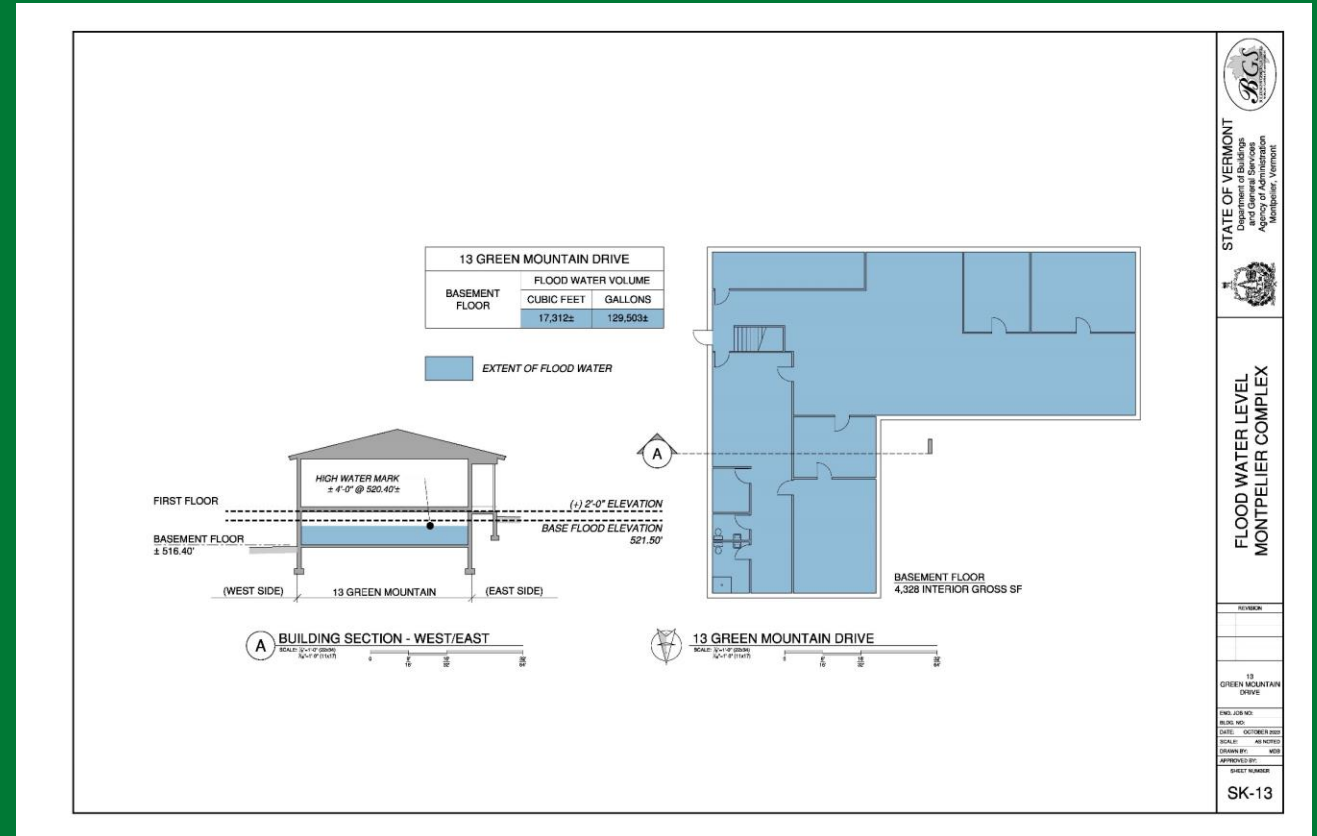 13 GREEN MOUNTAIN DRIVE
BASEMENT
FLOOR
FLOOD WATER VOLUME
CUBIC FEET
GALLONS
17,312±
129,503±
EXTENT OF FLOOD WATER
HIGH WATER MARK
± 4'-0" @ 520.40'±
FIRST FLOOR
(+) 2'-0" ELEVATION
BASE FLOOD ELEVATION
521.50'
BASEMENT FLOOR
± 516.40'
(WEST SIDE)
13 GREEN MOUNTAIN
(EAST SIDE)
A
BUILDING SECTION - WEST/EAST
A
BASEMENT FLOOR
4,328 INTERIOR GROSS SF
13 GREEN MOUNTAIN DRIVE
BGS
STATE OF VERMONT
Department of Buildings
and General Services
Agency of Administration
Montpelier, Vermont
FLOOD WATER LEVEL
MONTPELIER COMPLEX
REVISION
13
GREEN MOUNTAIN
DRIVE
ENG. JOB NO:
BLDG. NO:
DATE: OCTOBER
SCALE: AS NOTED
DRAWN BY:
APPROVED BY:
SHEET NUMBER
SK-13